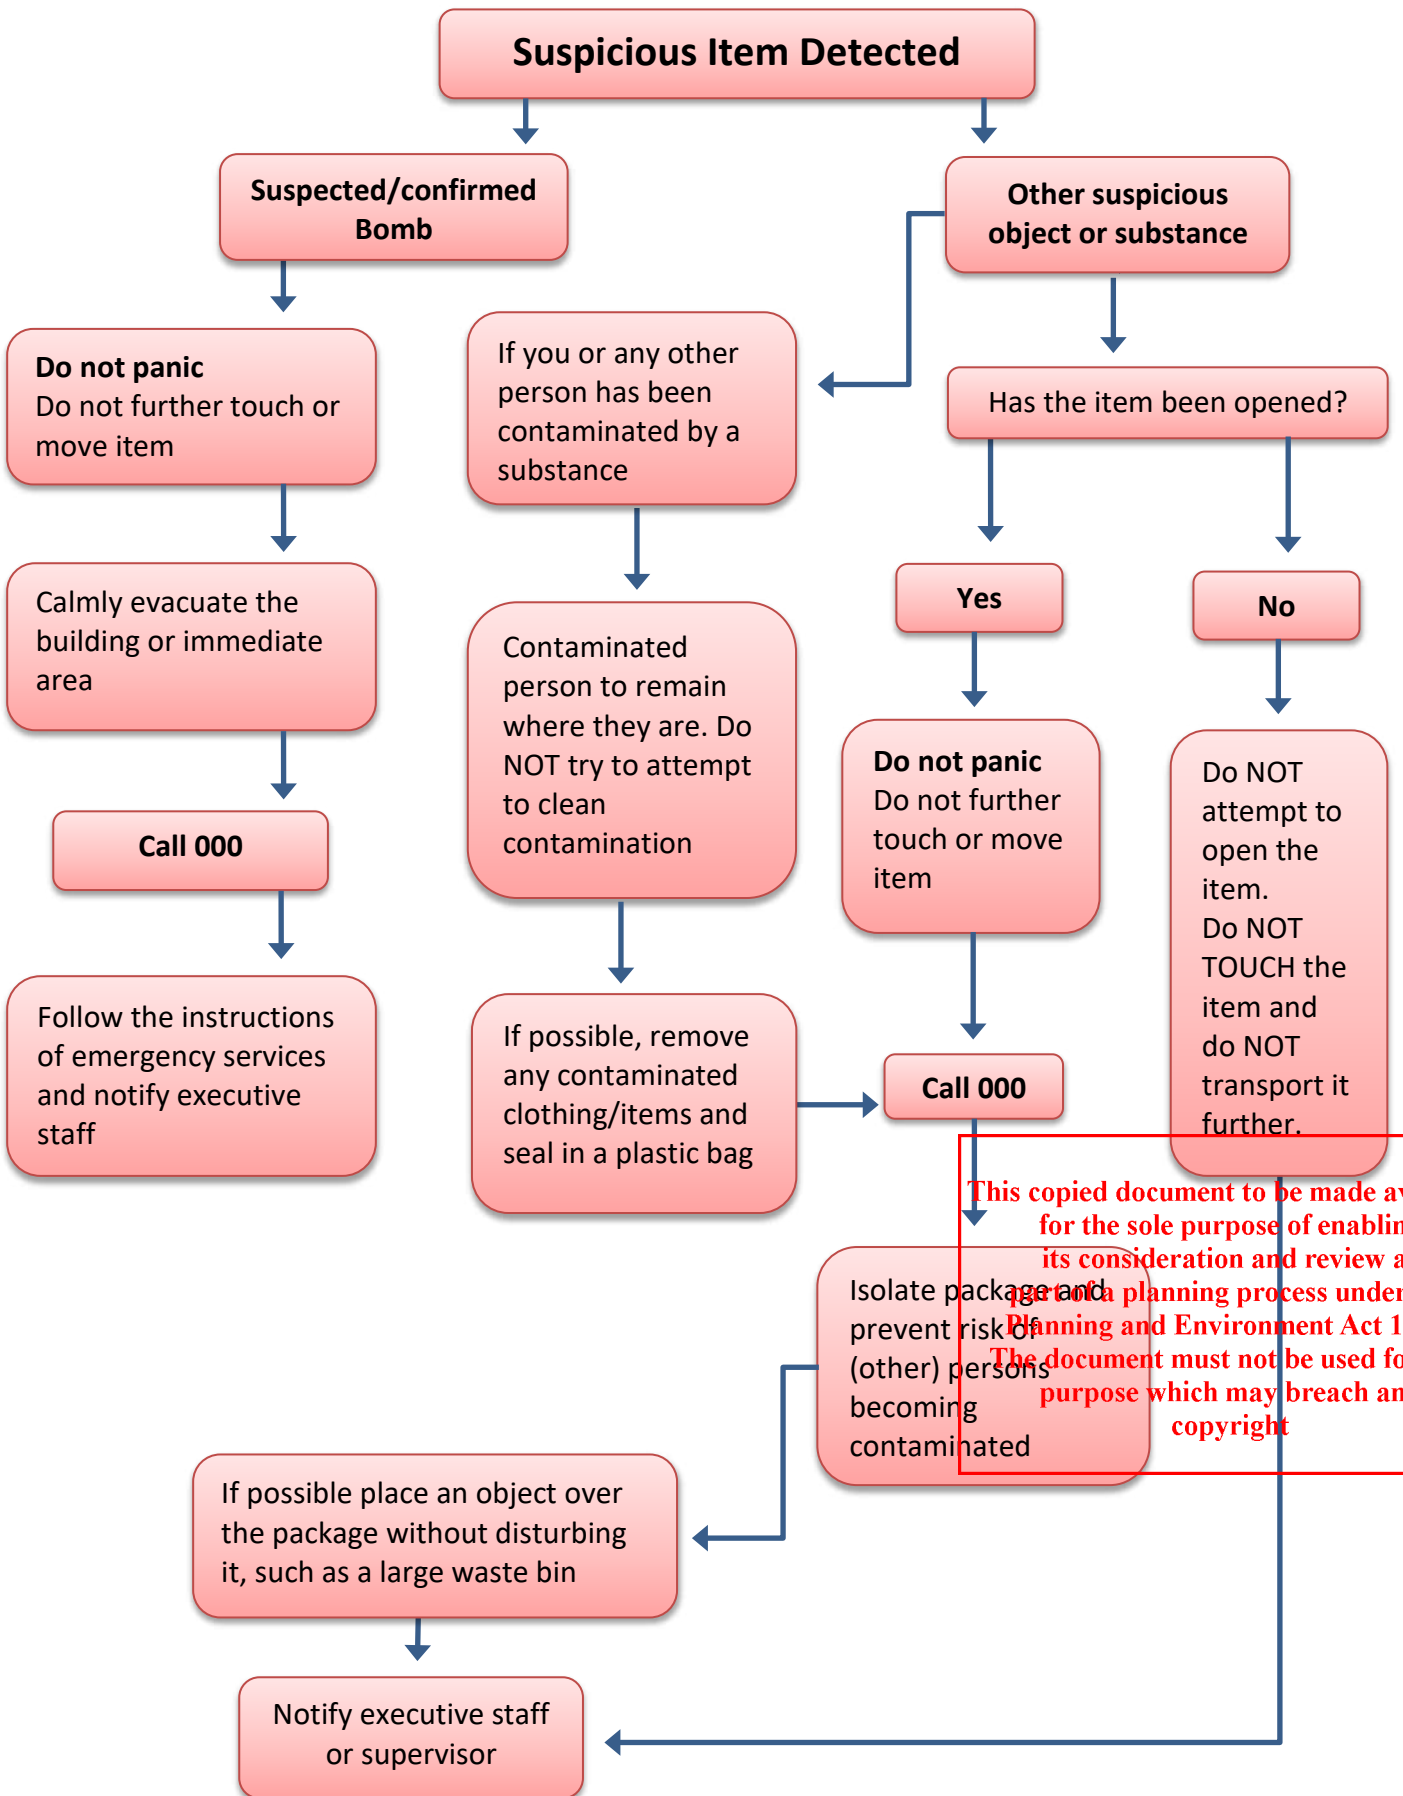 Suspicious Item Detected
Suspected/confirmed
Bomb
Other suspicious
object or substance
Do not panic
Do not further touch or
move item
If you or any other
person has been
contaminated by a
substance
Has the item been opened?
Calmly evacuate the
building or immediate
area
Contaminated
person to remain
where they are. Do
NOT try to attempt
to clean
contamination
Yes
No
Do not panic
Do not further
touch or move
item
Do NOT
attempt to
open the
item.
Do NOT
TOUCH the
item and
do NOT
transport it
further.
Call 000
Follow the instructions
of emergency services
and notify executive
staff
If possible, remove
any contaminated
clothing/items and
seal in a plastic bag
Call 000
Isolate package and
prevent risk of
(other) persons
becoming
contaminated
This copied document to be made
for the sole purpose of
its consideration and review
part of a planning process under
Planning and Environment Act
The document must not be used
purpose which may breach
copyright
If possible place an object over
the package without disturbing
it, such as a large waste bin
Notify executive staff
or supervisor